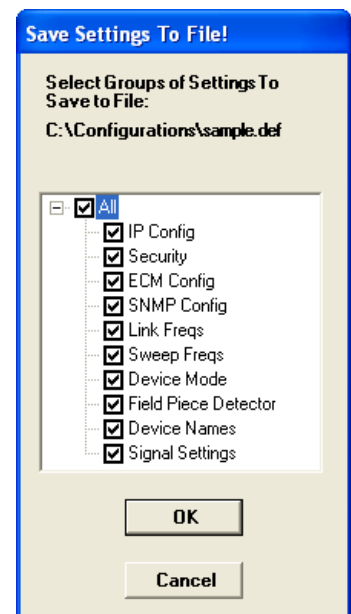 Save Settings To File!
Select Groups of Settings To
Save to File:
C:\Configurations\sample.def
All
IP Config
Security
ECM Config
SNMP Config
Link Freqs
Sweep Freqs
Device Mode
Field Piece Detector
Device Names
Signal Settings
OK
Cancel